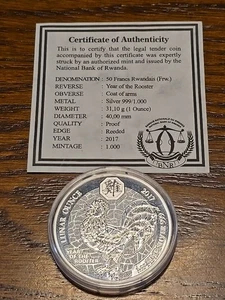 Certificate of Authenticity
This is to certify that the legal tender coin
accompanied by this certificate was expertly
struck by an authorized mint and issued by the
National Bank of Rwanda.
DENOMINATION : 50 Francs Rwandais (Frw.)
REVERSE : Year of the Rooster
OBVERSE : Coat of arms
METAL : Silver 999/1.000
WEIGHT : 31,10 g (1 Ounce)
DIAMETER : 40,00 mm
QUALITY : Proof
EDGE : Reeded
YEAR : 2017
MINTAGE : 1.000
BNR
雞
LUNAR OUNCE
2017
YEAR
OF THE
ROOSTER